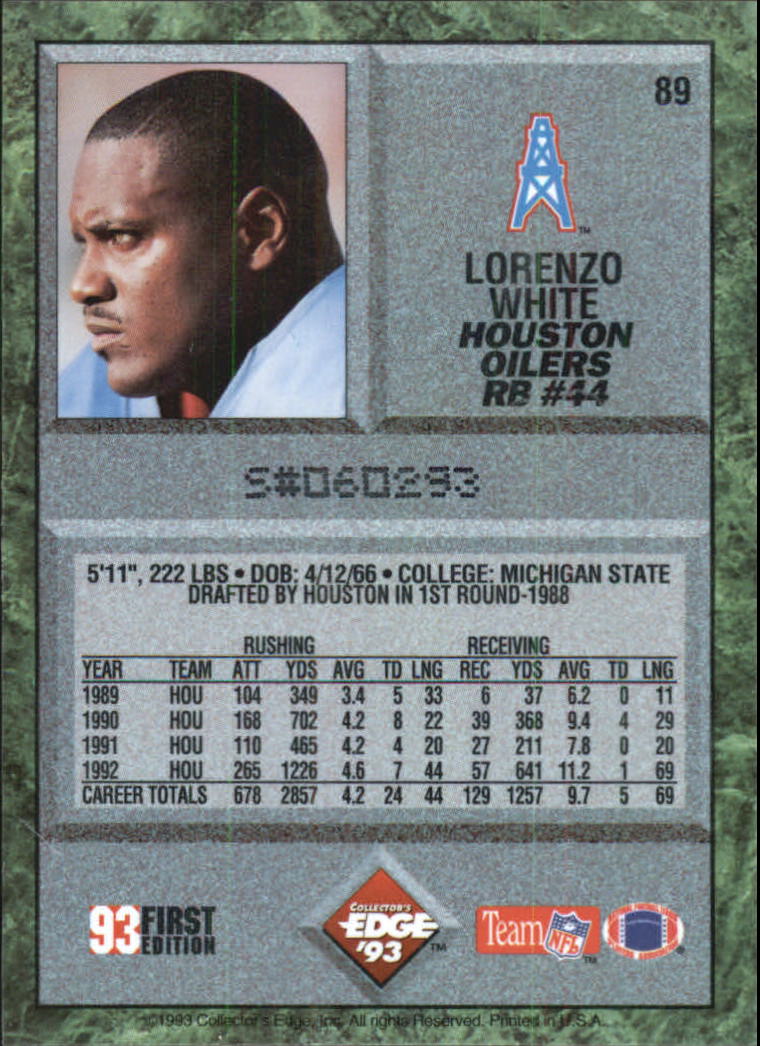 89
TM
LORENZO
WHITE
HOUSTON
OILERS
RB #44
S#060293
5'11", 222 LBS • DOB: 4/12/66 • COLLEGE: MICHIGAN STATE
DRAFTED BY HOUSTON IN 1ST ROUND-1988
RUSHING RECEIVING
YEAR TEAM ATT YDS AVG TD LNG REC YDS AVG TD LNG
1989 HOU 104 349 3.4 5 33 6 37 6.2 0 11
1990 HOU 168 702 4.2 8 22 39 368 9.4 4 29
1991 HOU 110 465 4.2 4 20 27 211 7.8 0 20
1992 HOU 265 1226 4.6 7 44 57 641 11.2 1 69
CAREER TOTALS 678 2857 4.2 24 44 129 1257 9.7 5 69
93 FIRST
EDITION
COLLECTOR'S
EDGE
'93 TM
Team NFL TM
©1993 Collector's Edge, Inc. All rights Reserved. Printed in U.S.A.